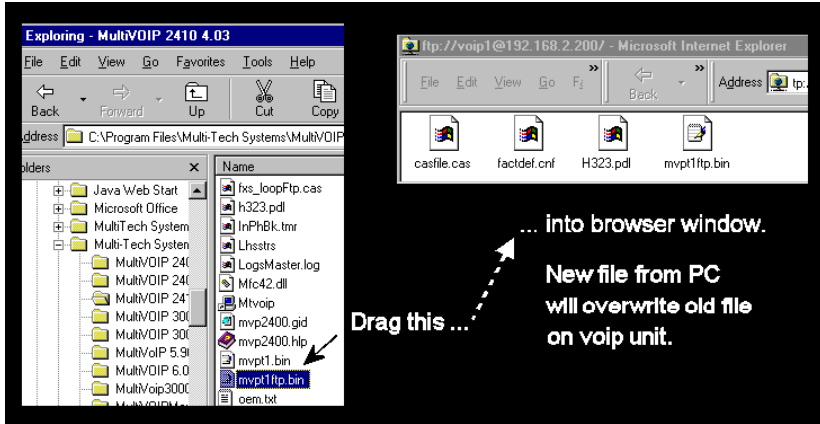 Exploring - MultiVOIP 2410 4.03
File Edit View Go Favorites Tools Help
Back Forward Up Cut Copy
Address C:\Program Files\Multi-Tech Systems\MultiVOIP
Folders
Java Web Start
Microsoft Office
MultiTech System
Multi-Tech System
MultiVOIP 240
MultiVOIP 240
MultiVOIP 241
MultiVOIP 300
MultiVOIP 300
MultiVoIP 5.9
MultiVOIP 6.0
MultiVoip3000
Name
fxs_loopFtp.cas
h323.pdl
InPhBk.tmr
Lhsstrs
LogsMaster.log
Mfc42.dll
Mtvoip
mvp2400.gid
mvp2400.hlp
mvpt1.bin
mvpt1ftp.bin
oem.txt
ftp://voip1@192.168.2.200/ - Microsoft Internet Explorer
File Edit View Go Fa » Back » Address tp:
casfile.cas factdef.cnf H323.pdl mvpt1ftp.bin
Drag this ...
... into browser window.
New file from PC
will overwrite old file
on voip unit.